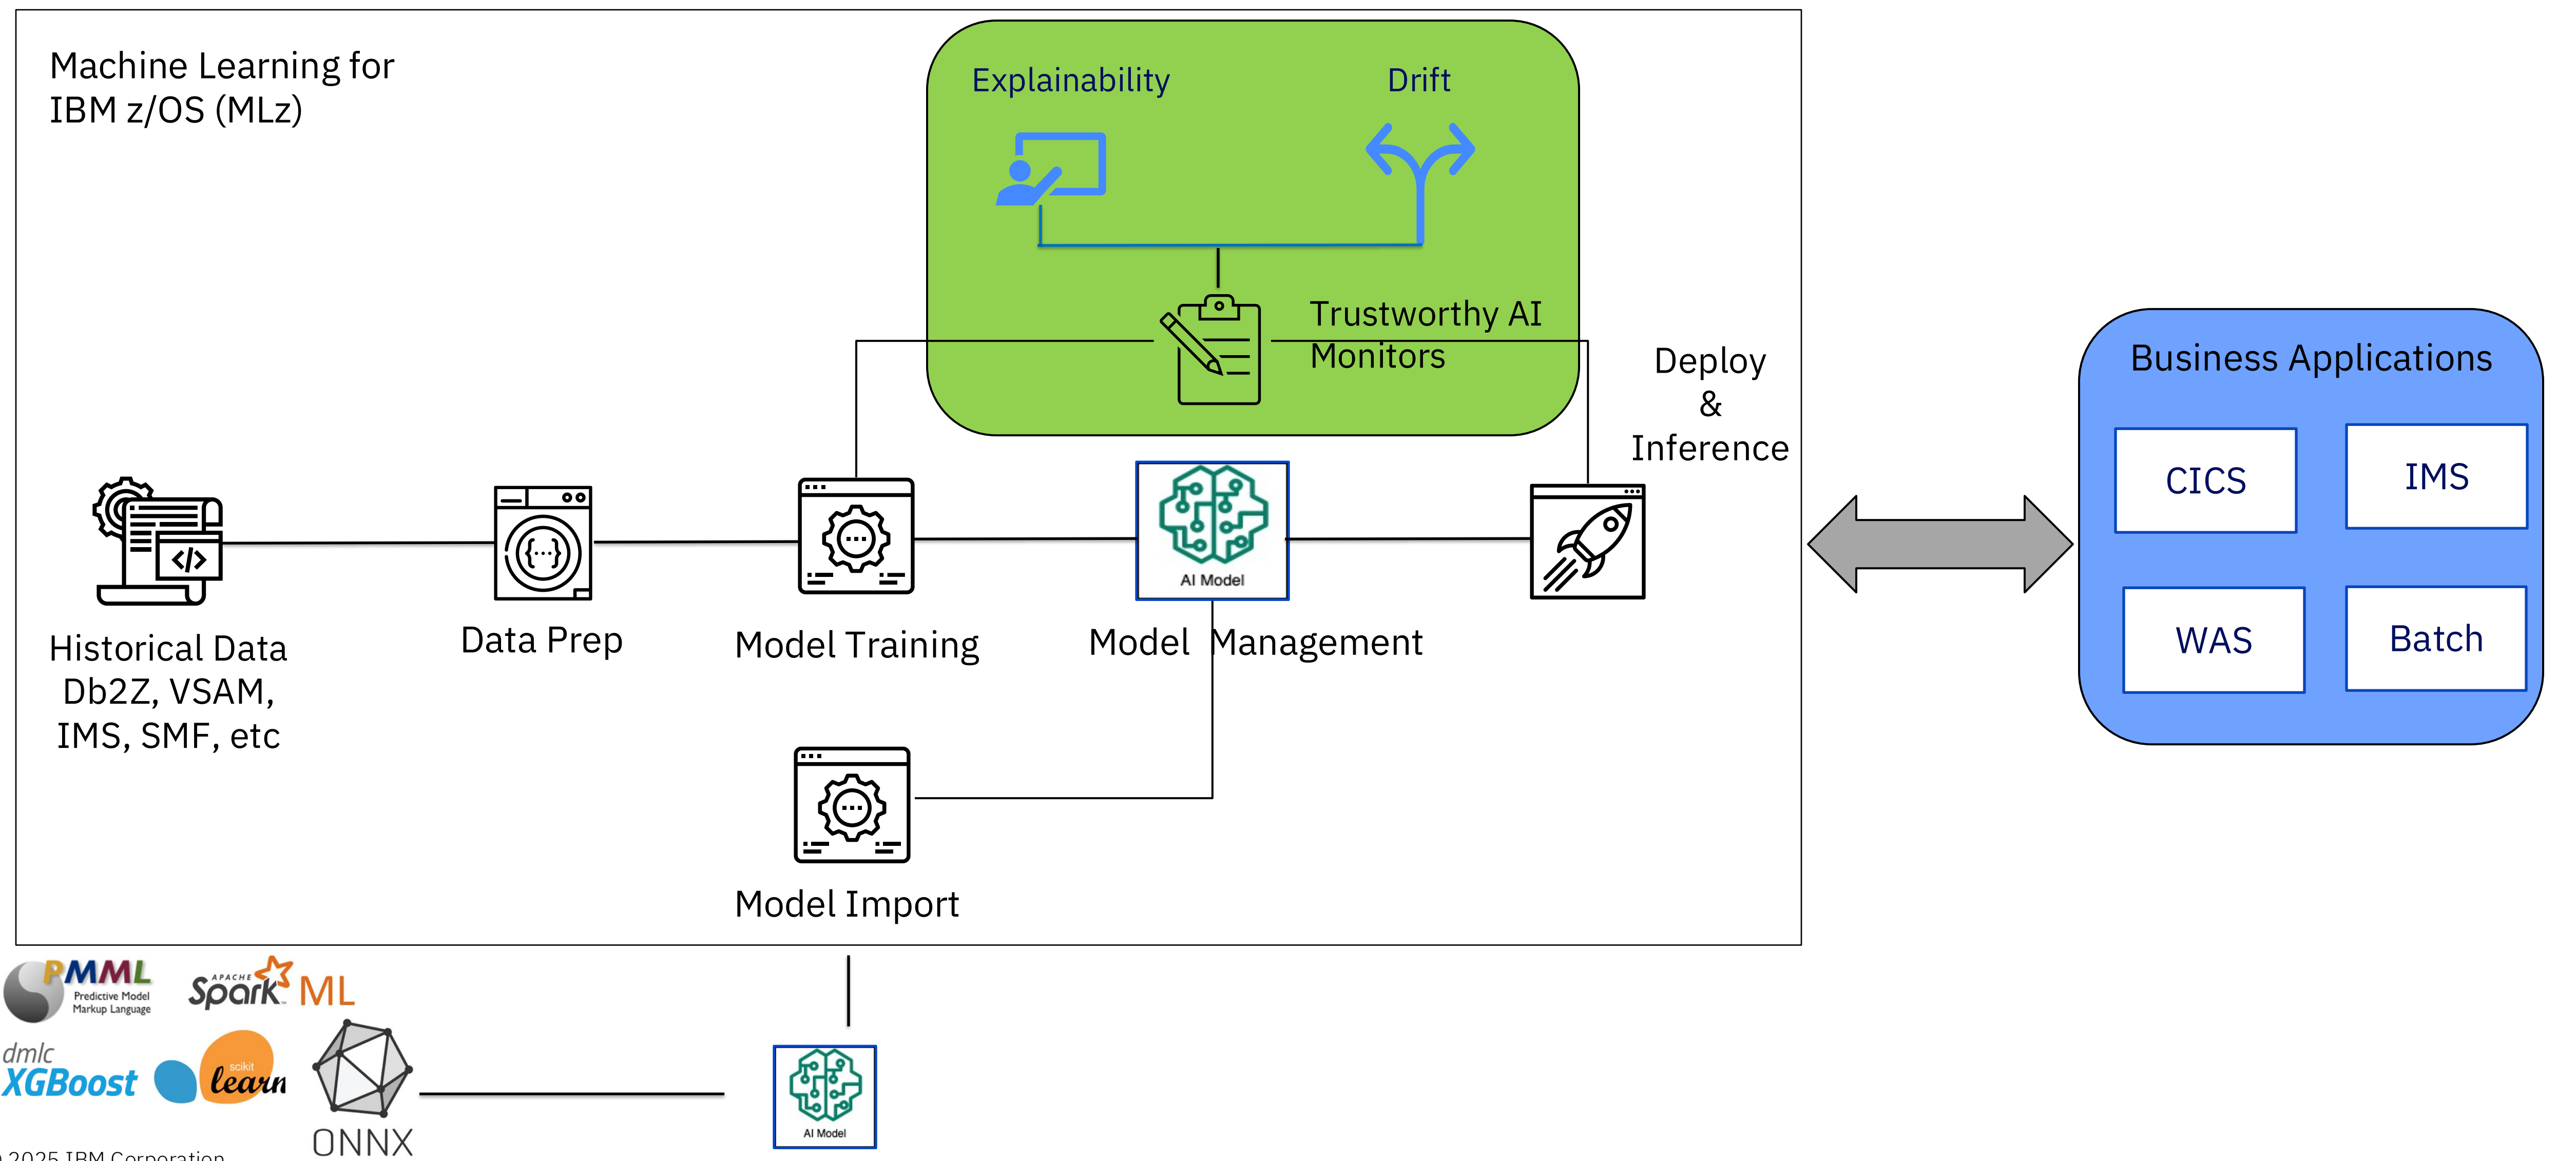 Machine Learning for
IBM z/OS (MLz)
Explainability
Drift
Trustworthy AI
Monitors
Deploy
&
Inference
Business Applications
CICS
IMS
WAS
Batch
AI Model
Historical Data
Db2Z, VSAM,
IMS, SMF, etc
Data Prep
Model Training
Model Management
Model Import
PMML
Predictive Model
Markup Language
APACHE
Spark ML
dmlc
XGBoost
scikit
learn
ONNX
AI Model
2025 IBM Corporation